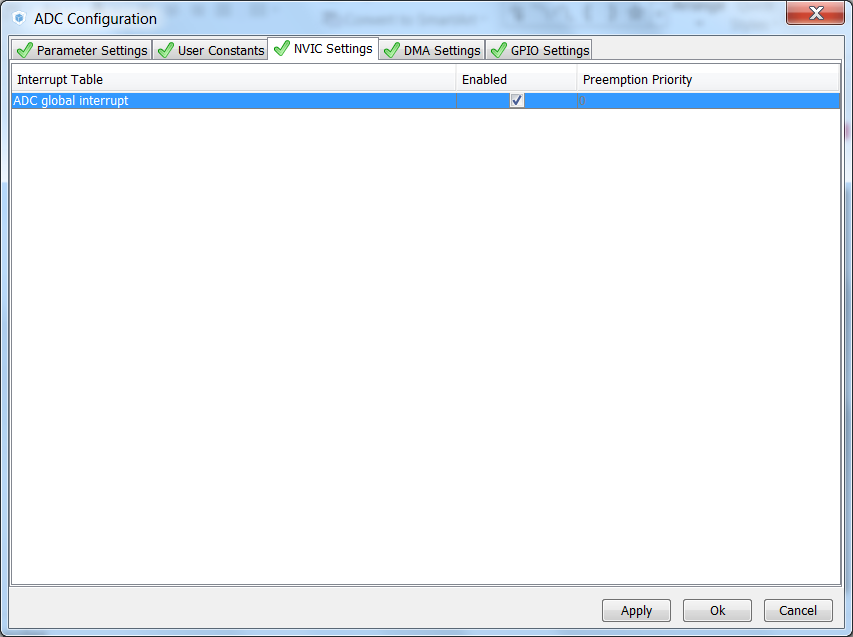 ADC Configuration
Parameter Settings User Constants NVIC Settings DMA Settings GPIO Settings
Interrupt Table Enabled Preemption Priority
ADC global interrupt 0
Apply Ok Cancel